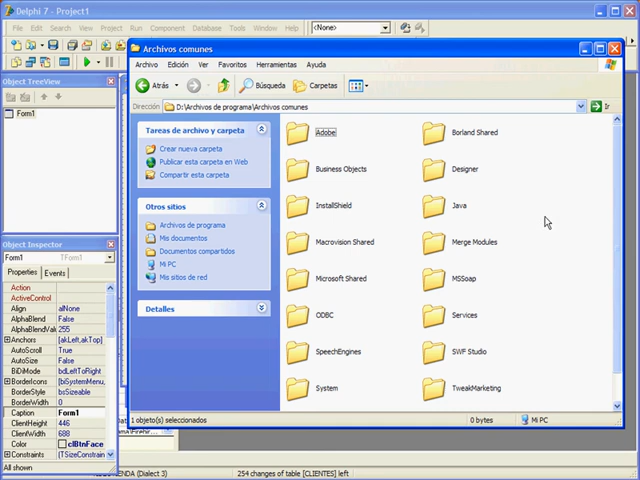 Delphi 7 - Project1
File Edit Search View Project Run Component Database Tools Window Help
<None>
Object TreeView
Form1
Object Inspector
Form1 TForm1
Properties Events
Action
ActiveControl
Align alNone
AlphaBlend False
AlphaBlendValu 255
Anchors [akLeft,akTop]
AutoScroll True
AutoSize False
BiDiMode bdLeftToRight
BorderIcons [biSystemMenu,
BorderStyle bsSizeable
BorderWidth 0
Caption Form1
ClientHeight 446
ClientWidth 688
Color clBtnFace
Constraints (TSizeConstrain
All shown
Archivos comunes
Archivo Edición Ver Favoritos Herramientas Ayuda
Atrás Búsqueda Carpetas
Dirección D:\Archivos de programa\Archivos comunes Ir
Tareas de archivo y carpeta
Crear nueva carpeta
Publicar esta carpeta en Web
Compartir esta carpeta
Otros sitios
Archivos de programa
Mis documentos
Documentos compartidos
Mi PC
Mis sitios de red
Detalles
Adobe Borland Shared
Business Objects Designer
InstallShield Java
Macrovision Shared Merge Modules
Microsoft Shared MSSoap
ODBC Services
SpeechEngines SWF Studio
System TweakMarketing
1 objeto(s) seleccionados 0 bytes Mi PC
(Dialect 3) 254 changes of table [CLIENTES] left